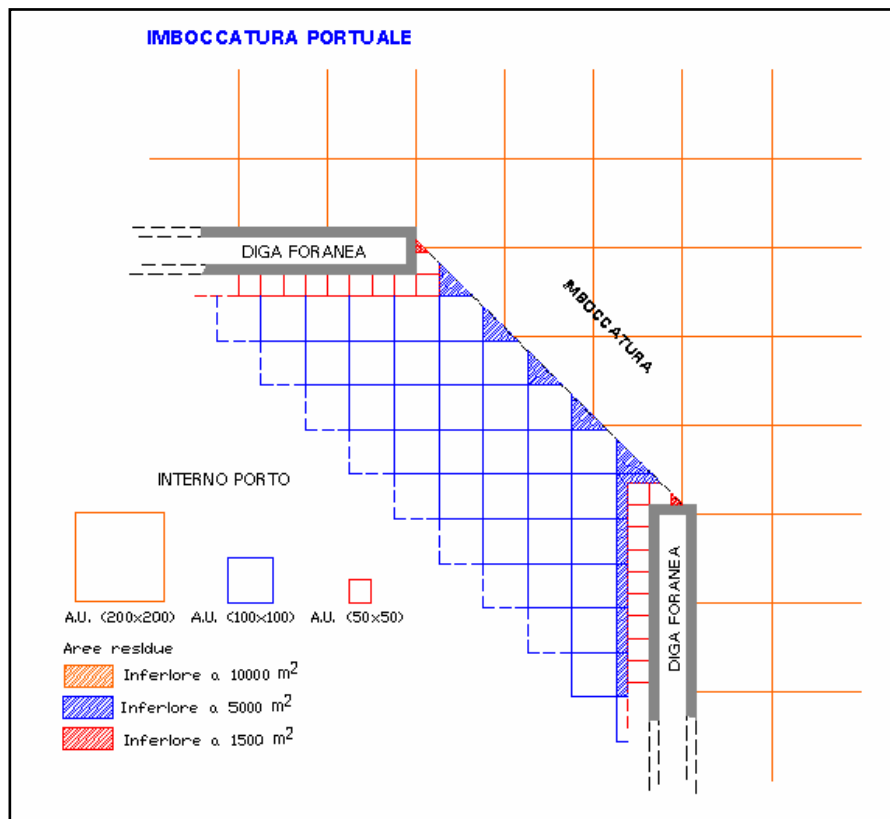 IMBOCCATURA PORTUALE
DIGA FORANEA
IMBOCCATURA
INTERNO PORTO
DIGA FORANEA
A.U. (200x200) A.U. (100x100) A.U. (50x50)
Aree residue
Inferiore a 10000 m²
Inferiore a 5000 m²
Inferiore a 1500 m²